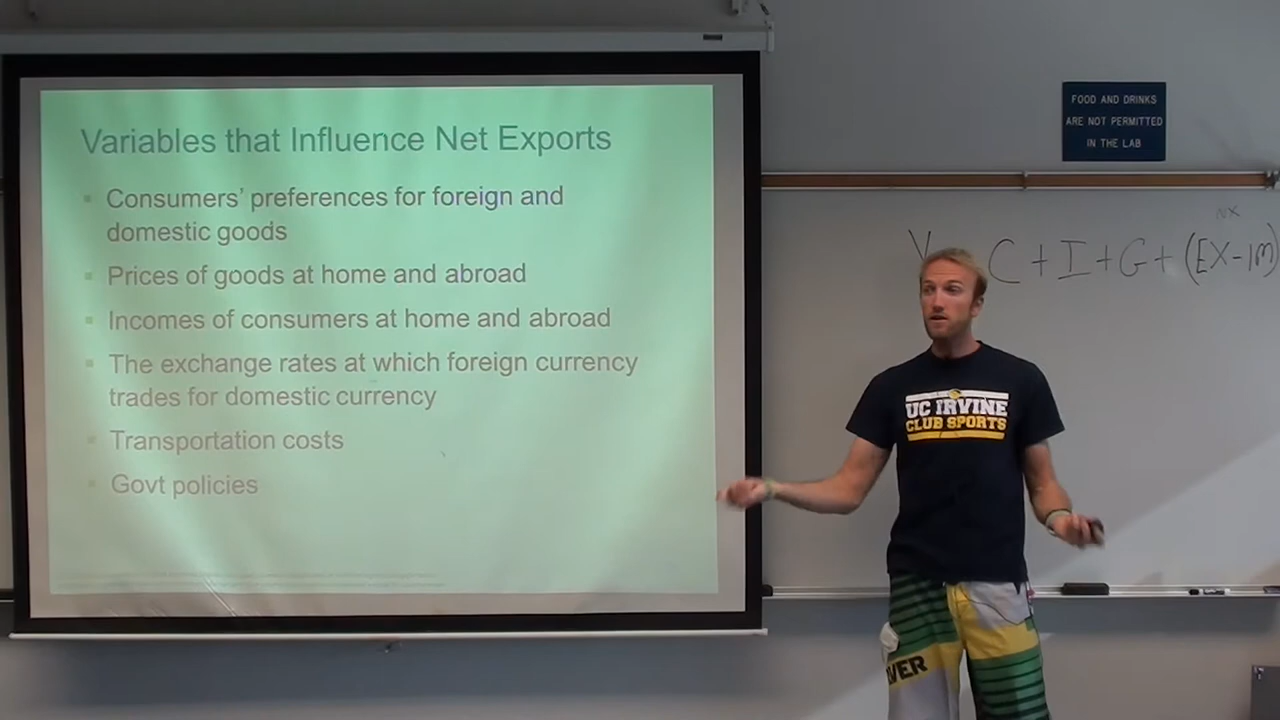 Variables that Influence Net Exports
Consumers' preferences for foreign and
domestic goods
Prices of goods at home and abroad
Incomes of consumers at home and abroad
The exchange rates at which foreign currency
trades for domestic currency
Transportation costs
Govt policies
FOOD AND DRINKS
ARE NOT PERMITTED
IN THE LAB
NX
Y C + I + G + (EX - IM)
UC IRVINE
CLUB SPORTS
VER